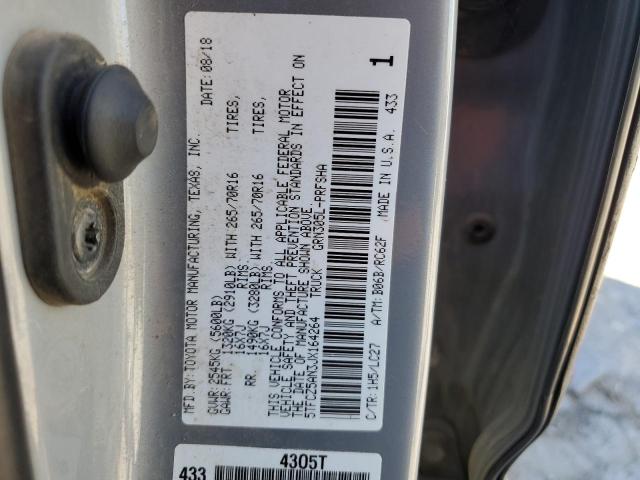 MFD BY: TOYOTA MOTOR MANUFACTURING, TEXAS, INC. DATE: 08/18
GVWR: 2545KG (5600LB)
GAWR: FRT. 1320KG (2910LB) WITH 265/70R16 TIRES,
16X7J RIMS
RR. 1490KG (3280LB) WITH 265/70R16 TIRES,
16X7J RIMS
THIS VEHICLE CONFORMS TO ALL APPLICABLE FEDERAL MOTOR
VEHICLE SAFETY AND THEFT PREVENTION STANDARDS IN EFFECT ON
THE DATE OF MANUFACTURE SHOWN ABOVE.
5TFCZ5AN3JX164264 TRUCK GRN305L-PRFSHA
1
C/TR: 1H5/LC27 A/TM: B06B/RC62F MADE IN U.S.A. 433
4305T
433